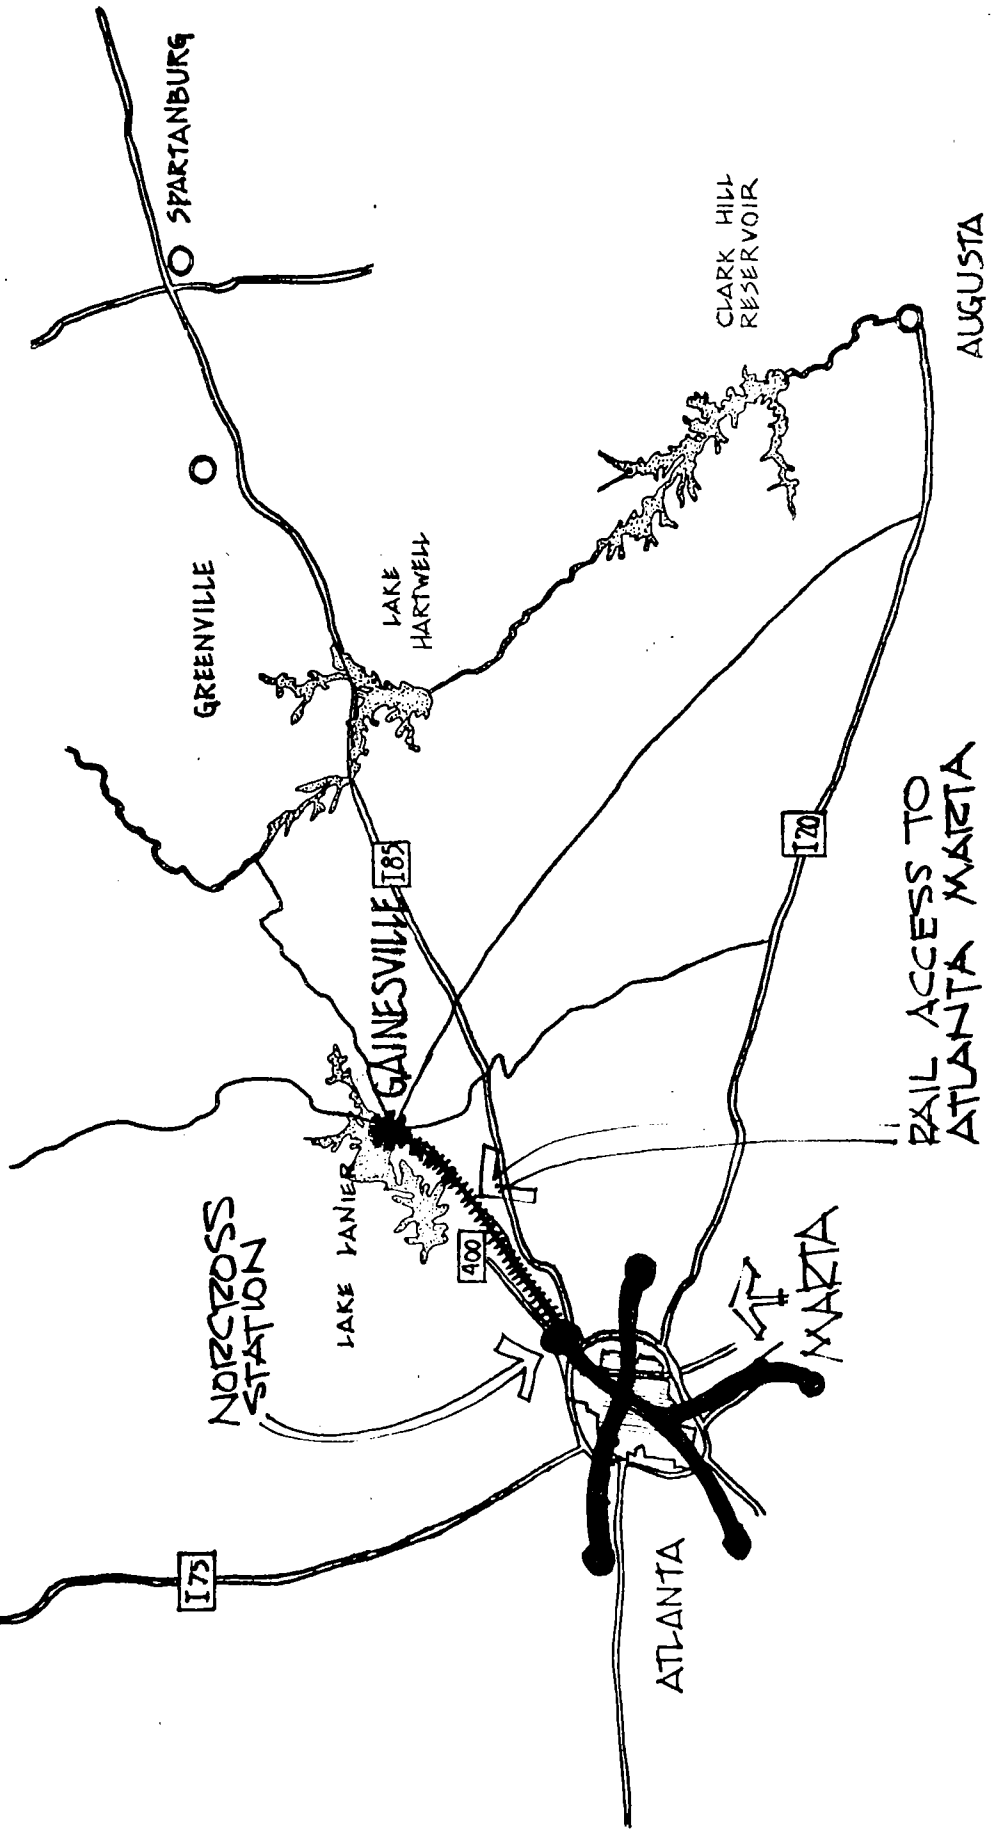 SPARTANBURG
GREENVILLE
CLARK HILL
RESERVOIR
AUGUSTA
LAKE
HARTWELL
I85
GAINESVILLE
I20
LAKE LANIER
400
NORCROSS
STATION
RAIL ACCESS TO
ATLANTA MARTA
MARTA
I75
ATLANTA